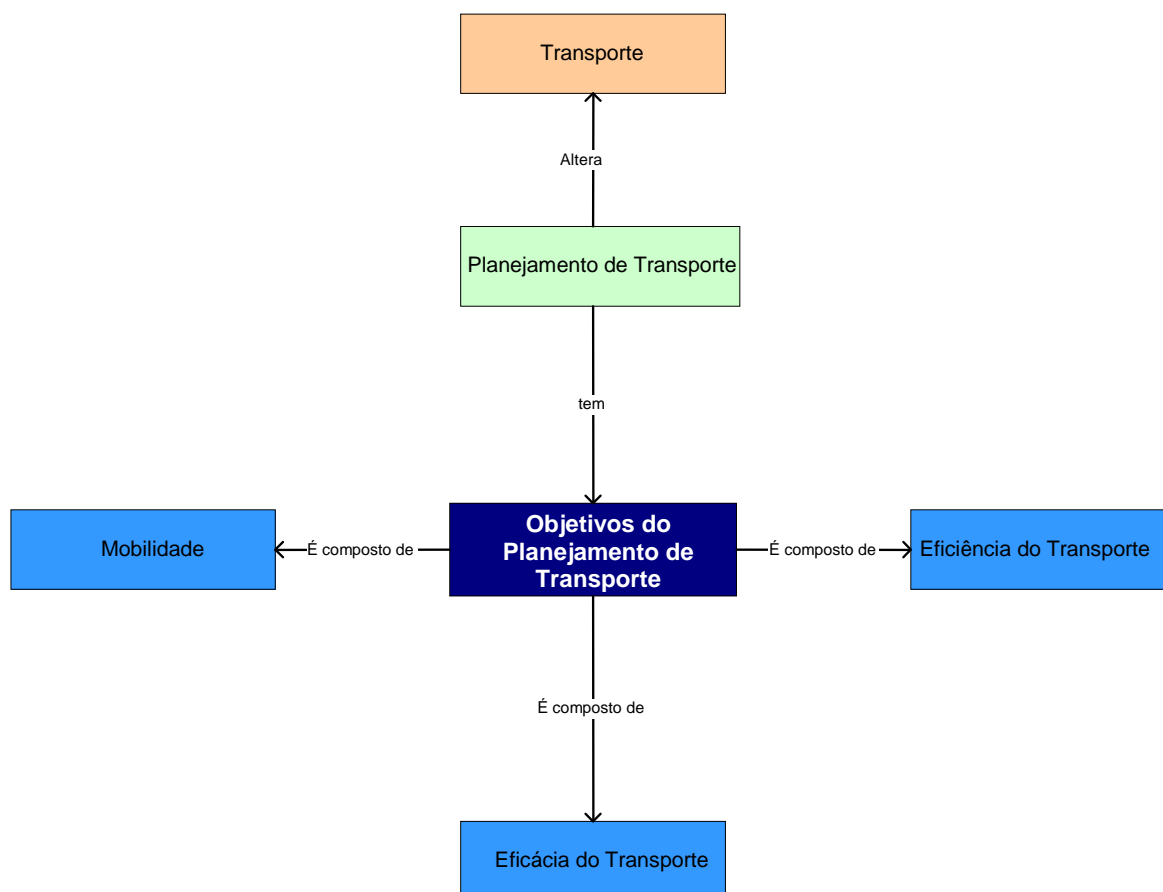 Transporte
Altera
Planejamento de Transporte
tem
Objetivos do
Planejamento de
Transporte
Mobilidade
É composto de
É composto de
Eficiência do Transporte
É composto de
Eficácia do Transporte